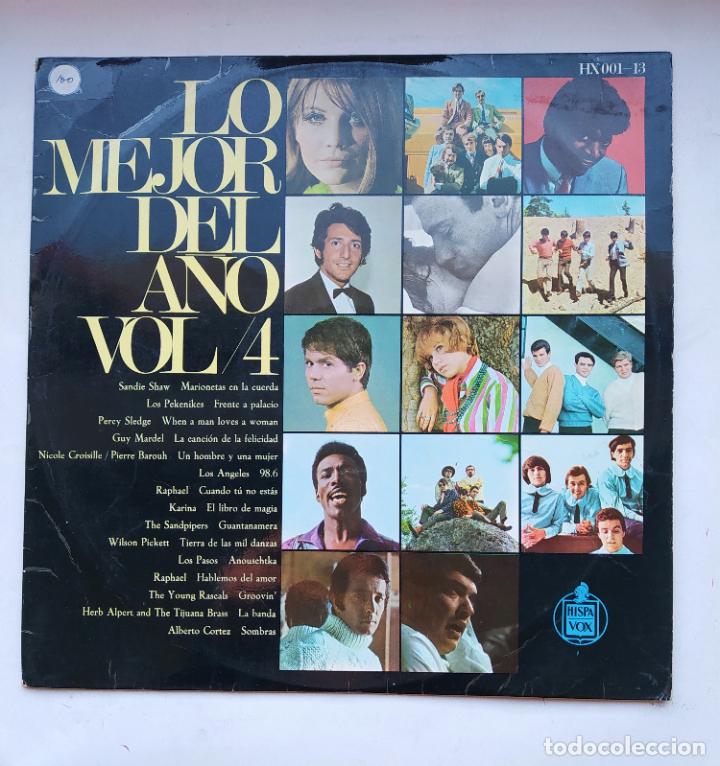 180
HX 001-13
LO
MEJOR
DEL
AÑO
VOL/4
Sandie Shaw Marionetas en la cuerda
Los Pekenikes Frente a palacio
Percy Sledge When a man loves a woman
Guy Mardel La canción de la felicidad
Nicole Croisille / Pierre Barouh Un hombre y una mujer
Los Angeles 98.6
Raphael Cuando tú no estás
Karina El libro de magia
The Sandpipers Guantanamera
Wilson Pickett Tierra de las mil danzas
Los Pasos Anouschtka
Raphael Hablemos del amor
The Young Rascals Groovin'
Herb Alpert and The Tijuana Brass La banda
Alberto Cortez Sombras
HISPA
VOX
todocoleccion